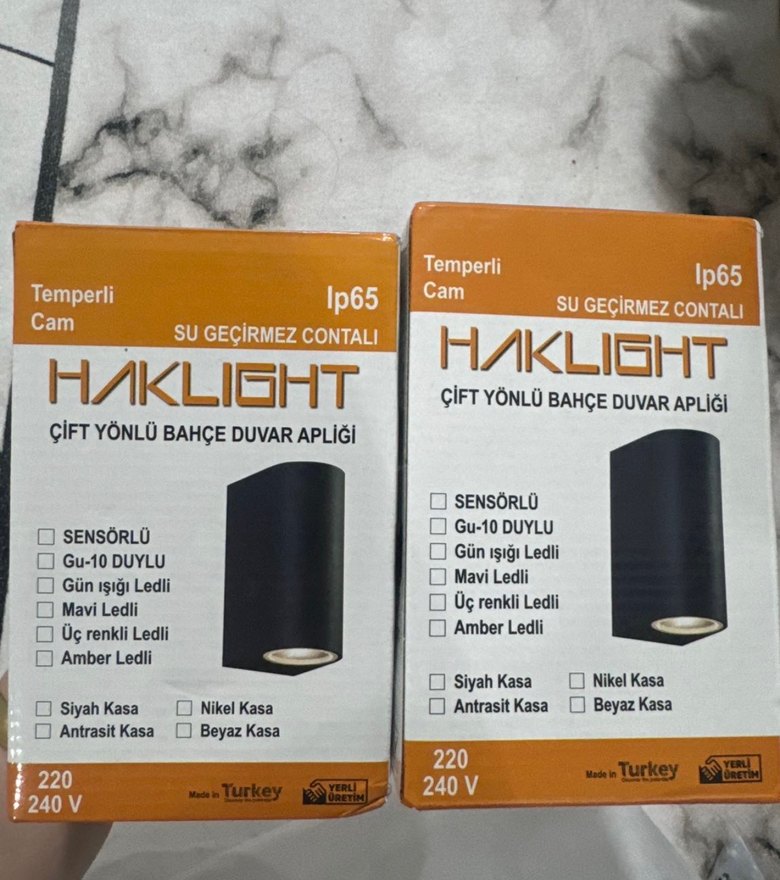 Temperli
Cam
Ip65
SU GEÇİRMEZ CONTALI
HAKLIGHT
ÇİFT YÖNLÜ BAHÇE DUVAR APLİĞİ
SENSÖRLÜ
Gu-10 DUYLU
Gün ışığı Ledli
Mavi Ledli
Üç renkli Ledli
Amber Ledli
Siyah Kasa
Nikel Kasa
Antrasit Kasa
Beyaz Kasa
220
240 V
Made in Turkey
YERLİ
ÜRETİM
Temperli
Cam
Ip65
SU GEÇİRMEZ CONTALI
HAKLIGHT
ÇİFT YÖNLÜ BAHÇE DUVAR APLİĞİ
SENSÖRLÜ
Gu-10 DUYLU
Gün ışığı Ledli
Mavi Ledli
Üç renkli Ledli
Amber Ledli
Siyah Kasa
Nikel Kasa
Antrasit Kasa
Beyaz Kasa
220
240 V
Made in Turkey
YERLİ
ÜRETİM